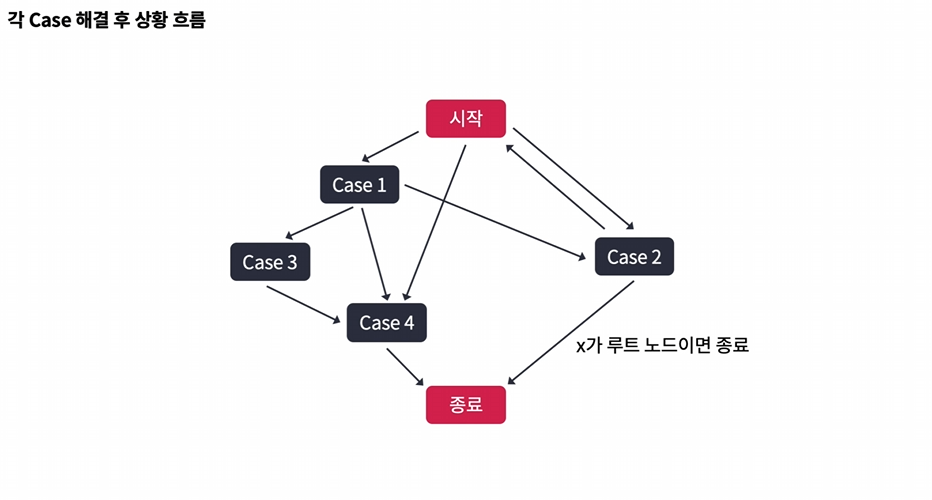 각 Case 해결 후 상황 흐름
시작
Case 1
Case 2
Case 3
Case 4
x가 루트 노드이면 종료
종료